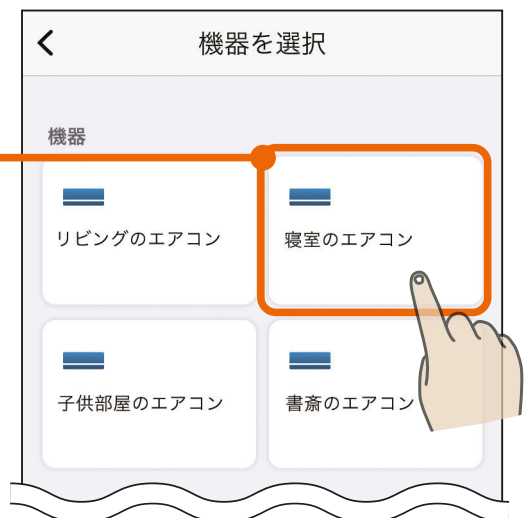 機器を選択
機器
リビングのエアコン
寝室のエアコン
子供部屋のエアコン
書斎のエアコン